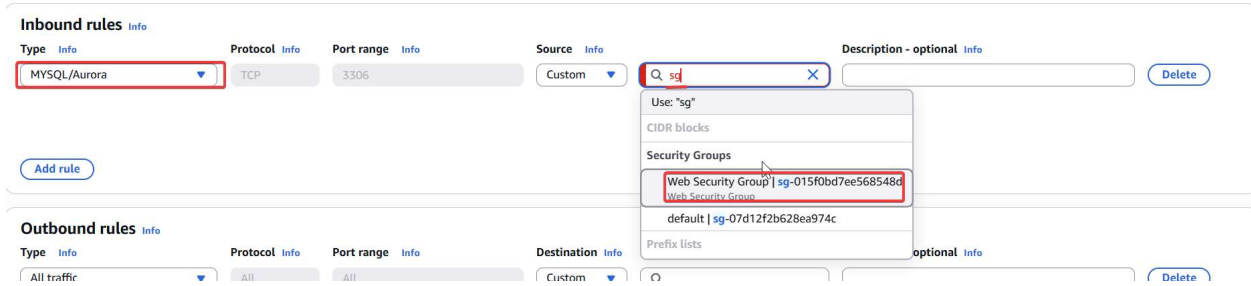 Inbound rules Info
Type Info Protocol Info Port range Info Source Info Description - optional Info
MYSQL/Aurora TCP 3306 Custom sg Delete
Use: "sg"
CIDR blocks
Security Groups
Add rule
Web Security Group | sg-015f0bd7ee568548d
Web Security Group
default | sg-07d12f2b628ea974c
Prefix lists
Outbound rules Info
Type Info Protocol Info Port range Info Destination Info optional Info
All traffic All All Custom Delete